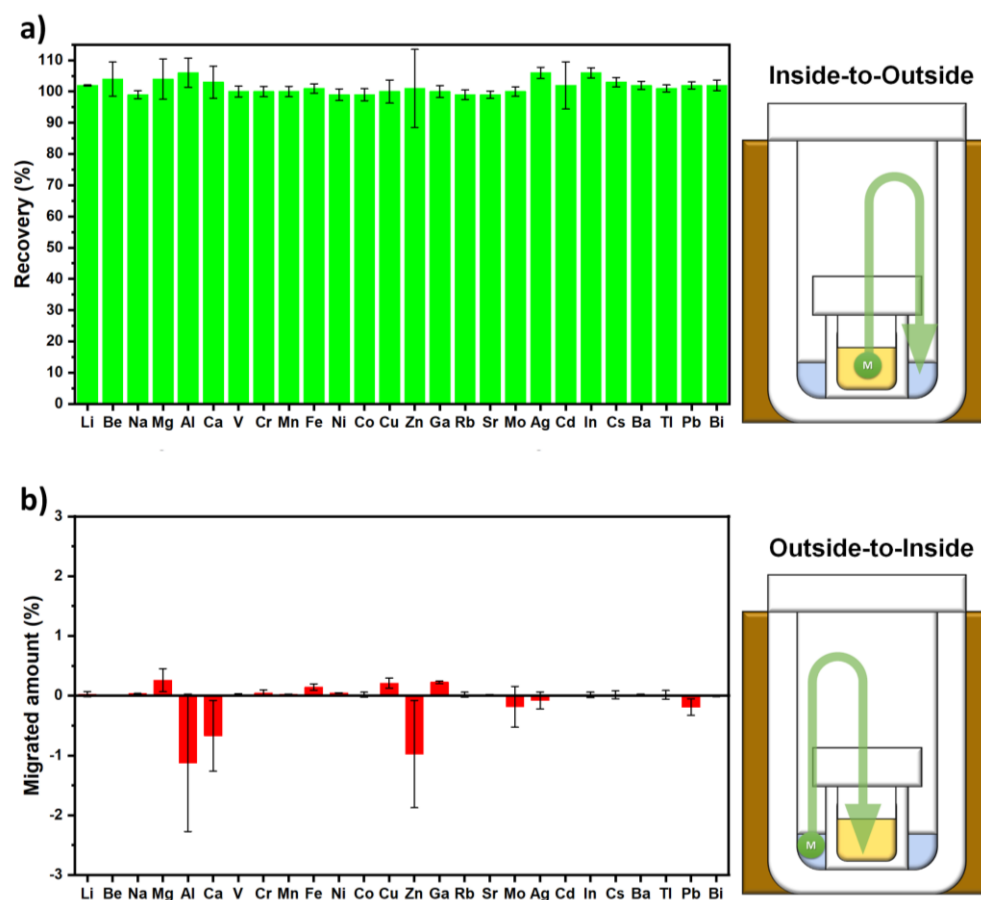 a)
110
100
90
80
70
60
50
40
30
20
10
0
Recovery (%)
Li Be Na Mg Al Ca V Cr Mn Fe Ni Co Cu Zn Ga Rb Sr Mo Ag Cd In Cs Ba Tl Pb Bi
Inside-to-Outside
M
b)
3
2
1
0
-1
-2
-3
Migrated amount (%)
Li Be Na Mg Al Ca V Cr Mn Fe Ni Co Cu Zn Ga Rb Sr Mo Ag Cd In Cs Ba Tl Pb Bi
Outside-to-Inside
M